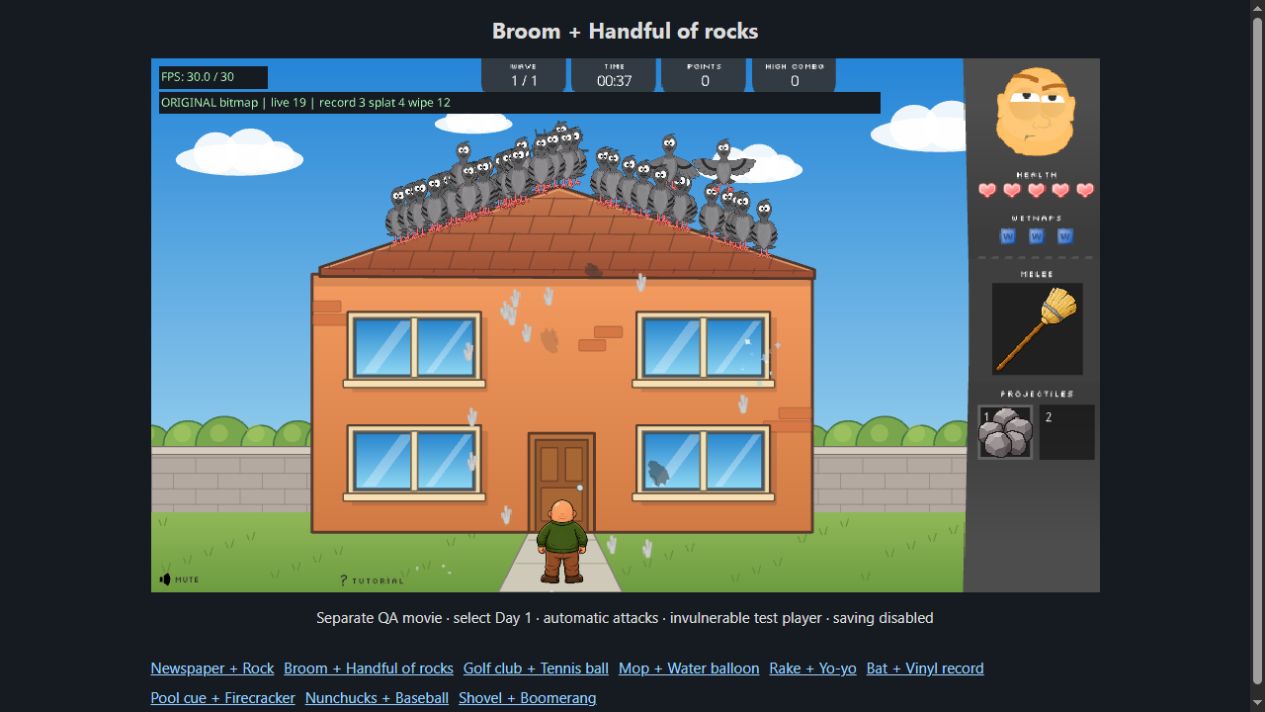 Broom + Handful of rocks
FPS: 30.0 / 30
WAVE
1 / 1
TIME
00:37
POINTS
0
HIGH COMBO
0
ORIGINAL bitmap | live 19 | record 3 splat 4 wipe 12
HEALTH
WETNAPS
W W W
MELEE
PROJECTILES
1 2
MUTE
? TUTORIAL
Separate QA movie · select Day 1 · automatic attacks · invulnerable test player · saving disabled
Newspaper + Rock Broom + Handful of rocks Golf club + Tennis ball Mop + Water balloon Rake + Yo-yo Bat + Vinyl record
Pool cue + Firecracker Nunchucks + Baseball Shovel + Boomerang